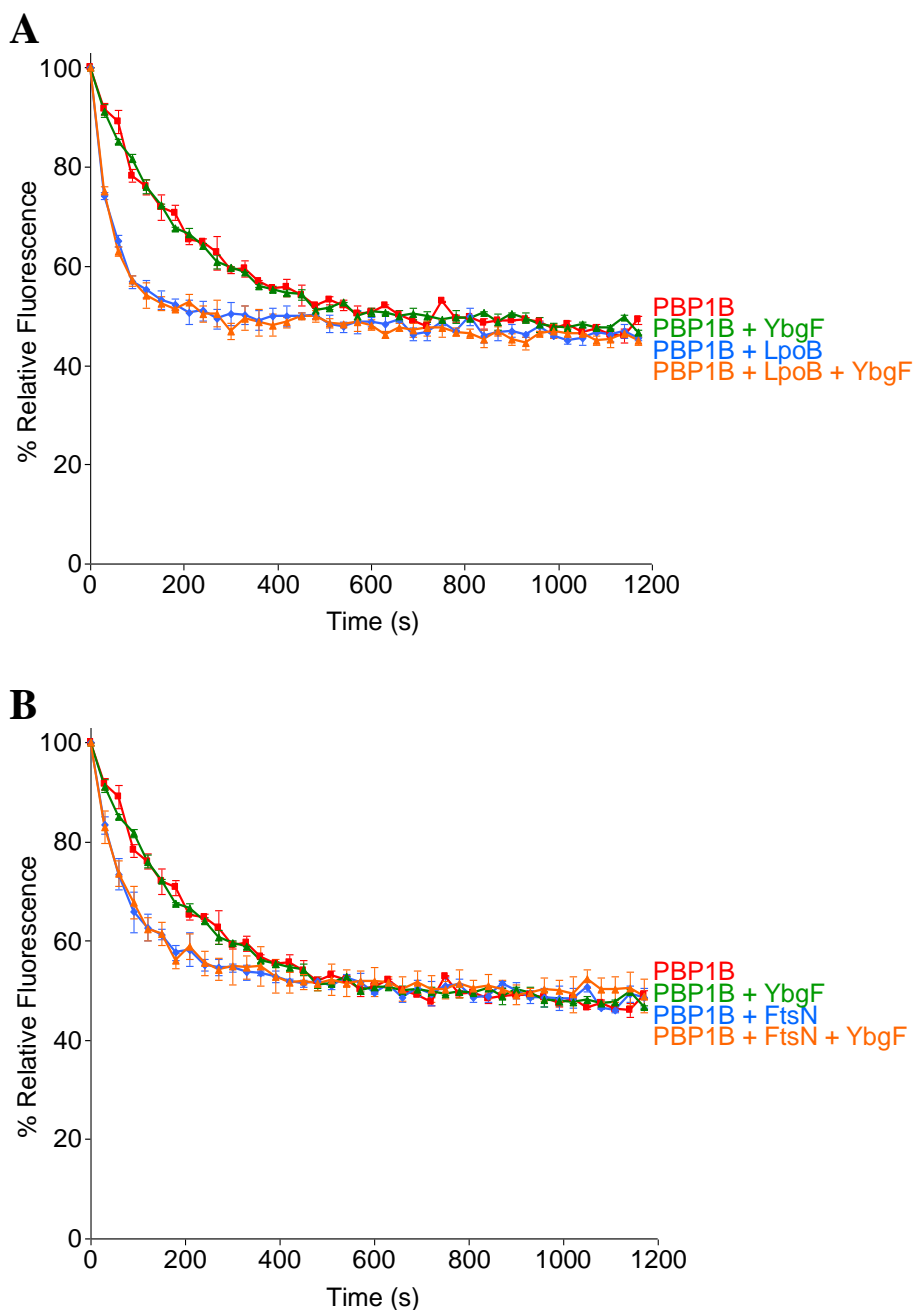 A
100
80
60
40
20
0
% Relative Fluorescence
0 200 400 600 800 1000 1200
Time (s)
PBP1B
PBP1B + YbgF
PBP1B + LpoB
PBP1B + LpoB + YbgF
B
100
80
60
40
20
0
% Relative Fluorescence
0 200 400 600 800 1000 1200
Time (s)
PBP1B
PBP1B + YbgF
PBP1B + FtsN
PBP1B + FtsN + YbgF